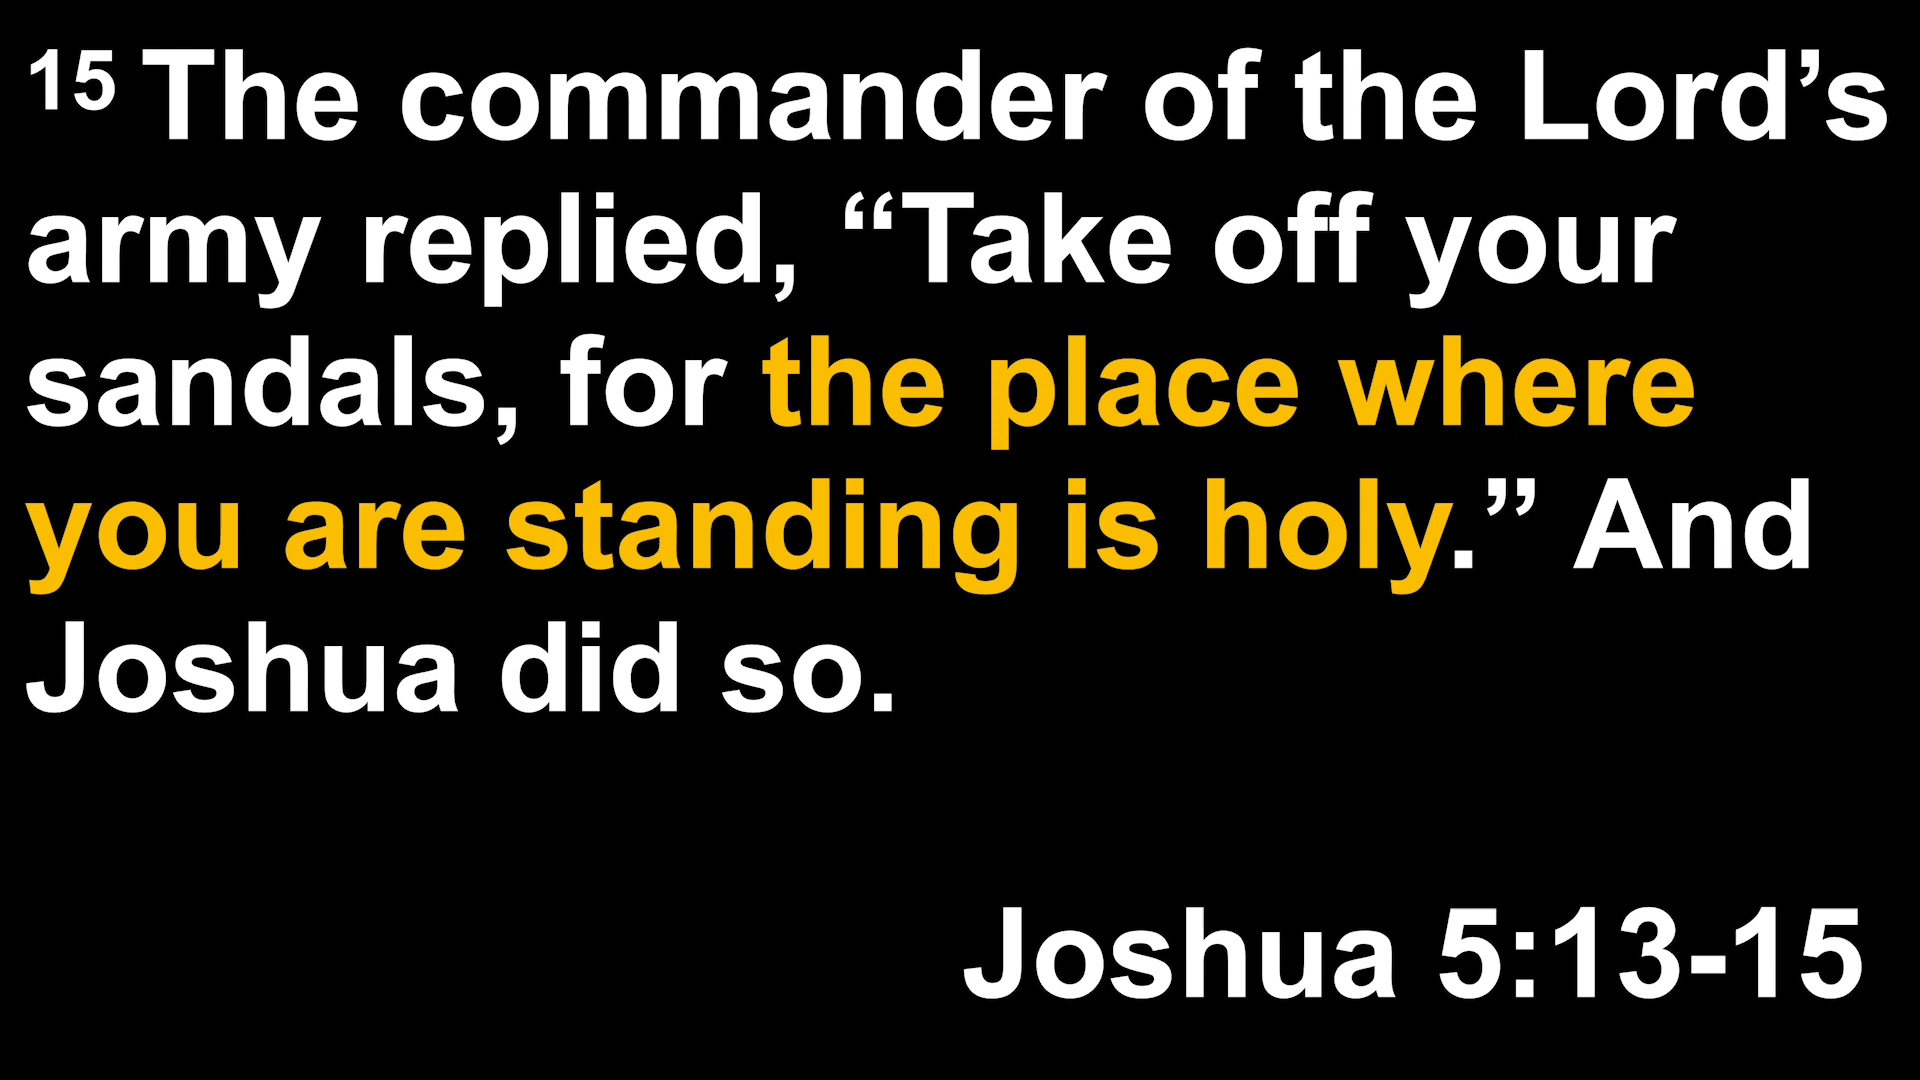 15 The commander of the Lord’s
army replied, “Take off your
sandals, for the place where
you are standing is holy.” And
Joshua did so.
Joshua 5:13-15